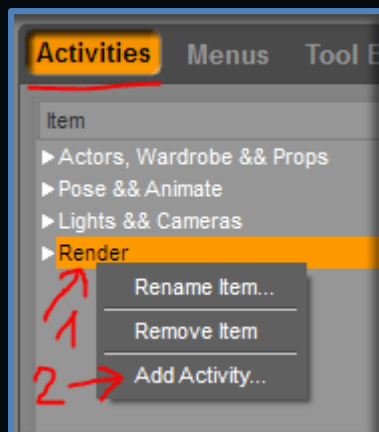 Activities Menus Tool
Item
Actors, Wardrobe && Props
Pose && Animate
Lights && Cameras
Render
Rename Item...
1
Remove Item
2 Add Activity...